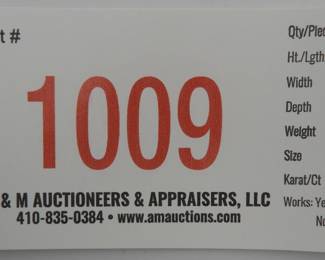 t #
1009
& M AUCTIONEERS & APPRAISERS, LLC
410-835-0384 • www.amauctions.com
Qty/Pie
Ht./Lgth
Width
Depth
Weight
Size
Karat/Ct
Works: Ye
N